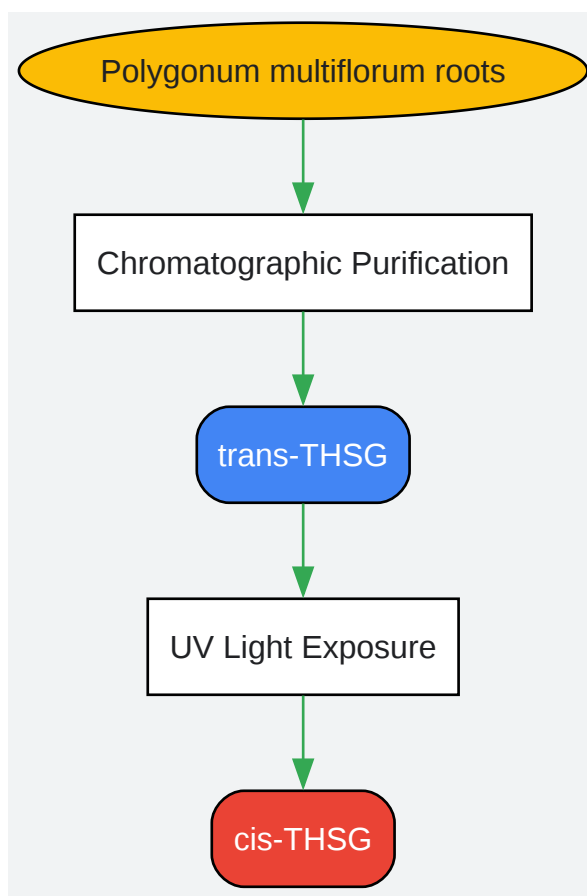 Polygonum multiflorum roots
Chromatographic Purification
trans-THSG
UV Light Exposure
cis-THSG